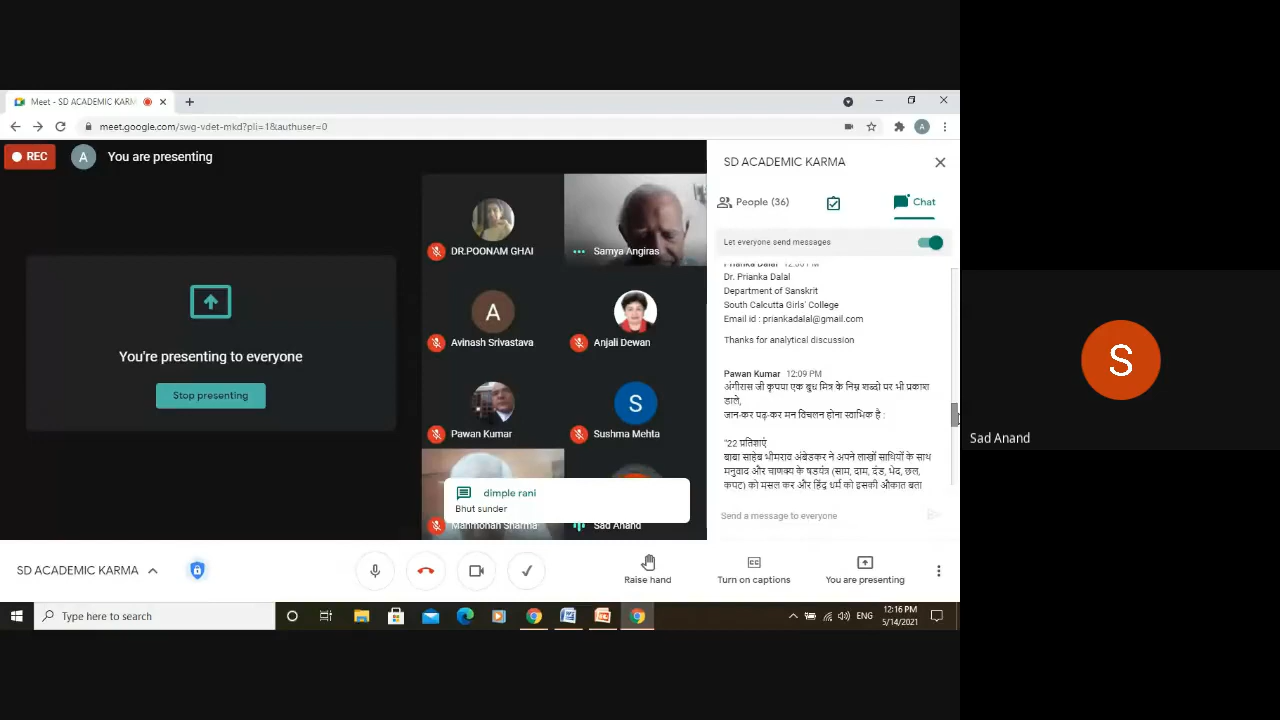 Meet - SD ACADEMIC KARM
meet.google.com/swg-vdet-mkd?pli=1&authuser=0
REC
A
You are presenting
You're presenting to everyone
Stop presenting
DR.POONAM GHAI
Samya Angiras
A
Avinash Srivastava
Anjali Dewan
Pawan Kumar
S
Sushma Mehta
Manmohan Sharma
Sad Anand
dimple rani
Bhut sunder
SD ACADEMIC KARMA
People (36)
Chat
Let everyone send messages
Prianka Dalal
Dr. Prianka Dalal
Department of Sanskrit
South Calcutta Girls' College
Email id : priankadalal@gmail.com
Thanks for analytical discussion
Pawan Kumar 12:09 PM
अंगीरास जी कृपया एक बुध मित्र के निम्न शब्दो पर भी प्रकाश
डाले,
जान-कर पढ़-कर मन विचलन होना स्वाभिक है :
"22 प्रतिज्ञाएं
बाबा साहेब भीमराव अंबेडकर ने अपने लाखों साथियों के साथ
मनुवाद और चाणक्य के षडयंत्र (साम, दाम, दंड, भेद, छल,
कपट) को मसल कर और हिंदू धर्म को इसकी औकात बता
Send a message to everyone
SD ACADEMIC KARMA
Raise hand
Turn on captions
You are presenting
Type here to search
ENG
12:16 PM
5/14/2021
S
Sad Anand